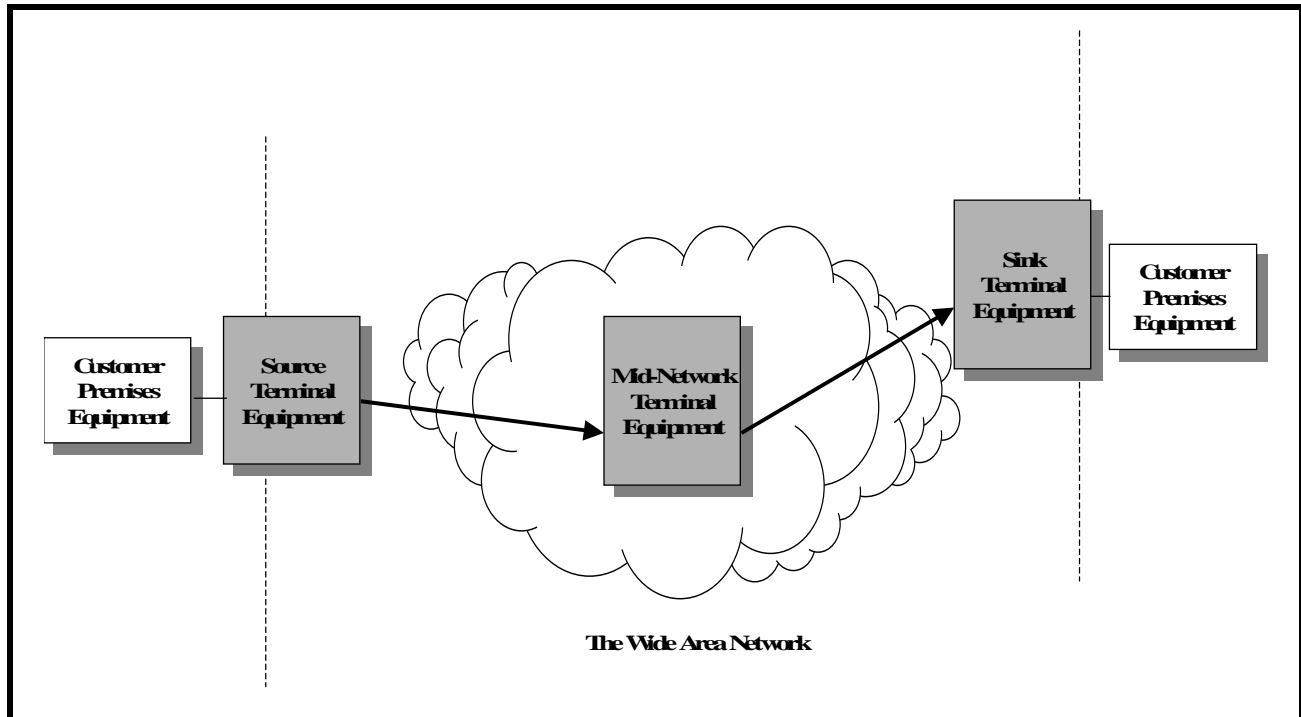 Customer
Premises
Equipment
Source
Terminal
Equipment
Mid-Network
Terminal
Equipment
Sink
Terminal
Equipment
Customer
Premises
Equipment
The Wide Area Network